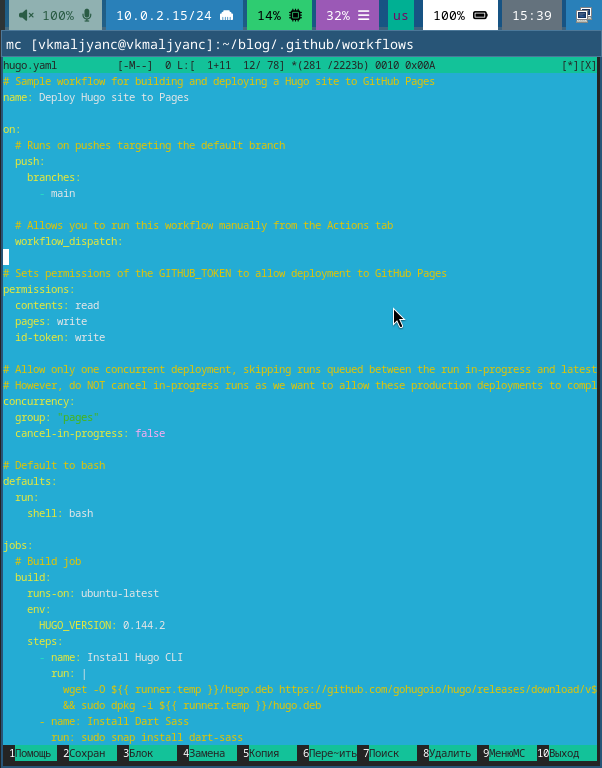 100% 10.0.2.15/24 14% 32% us 100% 15:39
mc [vkmaljyanc@vkmaljyanc]:~/blog/.github/workflows
hugo.yaml [-M--] 0 L:[ 1+11 12/ 78] *(281 /2223b) 0010 0x00A [*][X]
# Sample workflow for building and deploying a Hugo site to GitHub Pages
name: Deploy Hugo site to Pages
on:
# Runs on pushes targeting the default branch
push:
branches:
- main
# Allows you to run this workflow manually from the Actions tab
workflow_dispatch:
# Sets permissions of the GITHUB_TOKEN to allow deployment to GitHub Pages
permissions:
contents: read
pages: write
id-token: write
# Allow only one concurrent deployment, skipping runs queued between the run in-progress and latest
# However, do NOT cancel in-progress runs as we want to allow these production deployments to compl
concurrency:
group: "pages"
cancel-in-progress: false
# Default to bash
defaults:
run:
shell: bash
jobs:
# Build job
build:
runs-on: ubuntu-latest
env:
HUGO_VERSION: 0.144.2
steps:
- name: Install Hugo CLI
run: |
wget -O ${{ runner.temp }}/hugo.deb https://github.com/gohugoio/hugo/releases/download/v$
&& sudo dpkg -i ${{ runner.temp }}/hugo.deb
- name: Install Dart Sass
run: sudo snap install dart-sass
1Помощь 2Сохран 3Блок 4Замена 5Копия 6Пере~ить 7Поиск 8Удалить 9МенюMC 10Выход